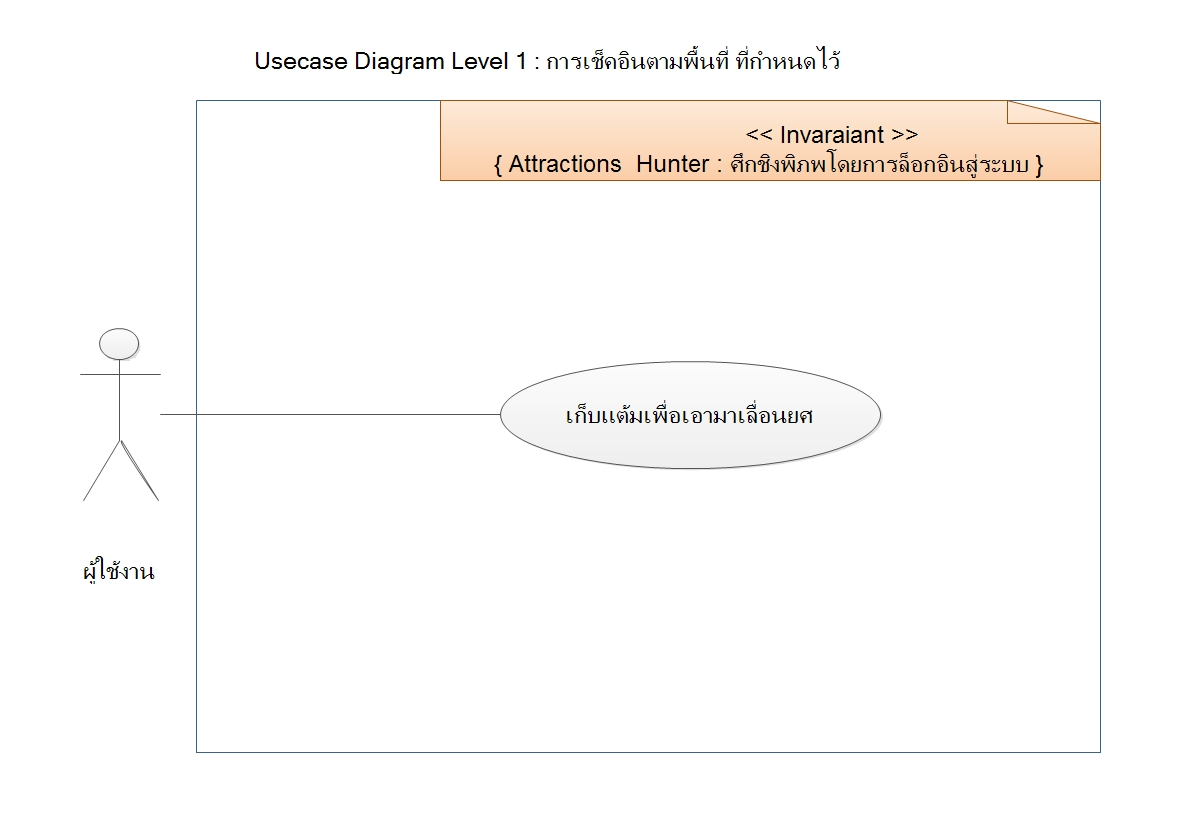 Usecase Diagram Level 1 : การเช็คอินตามพื้นที่ ที่กำหนดไว้
<< Invaraiant >>
{ Attractions Hunter : ศึกชิงพิภพโดยการล็อกอินสู่ระบบ }
เก็บแต้มเพื่อเอามาเลื่อนยศ
ผู้ใช้งาน